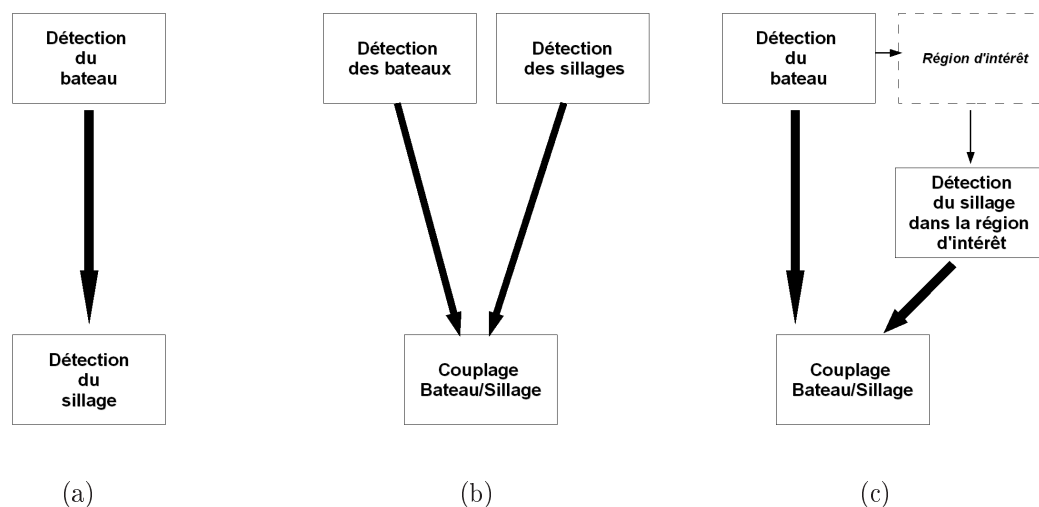 Détection
du
bateau
Détection
du
sillage
(a)
Détection
des bateaux
Détection
des sillages
Couplage
Bateau/Sillage
(b)
Détection
du
bateau
Région d'intérêt
Détection
du sillage
dans la région
d'intérêt
Couplage
Bateau/Sillage
(c)